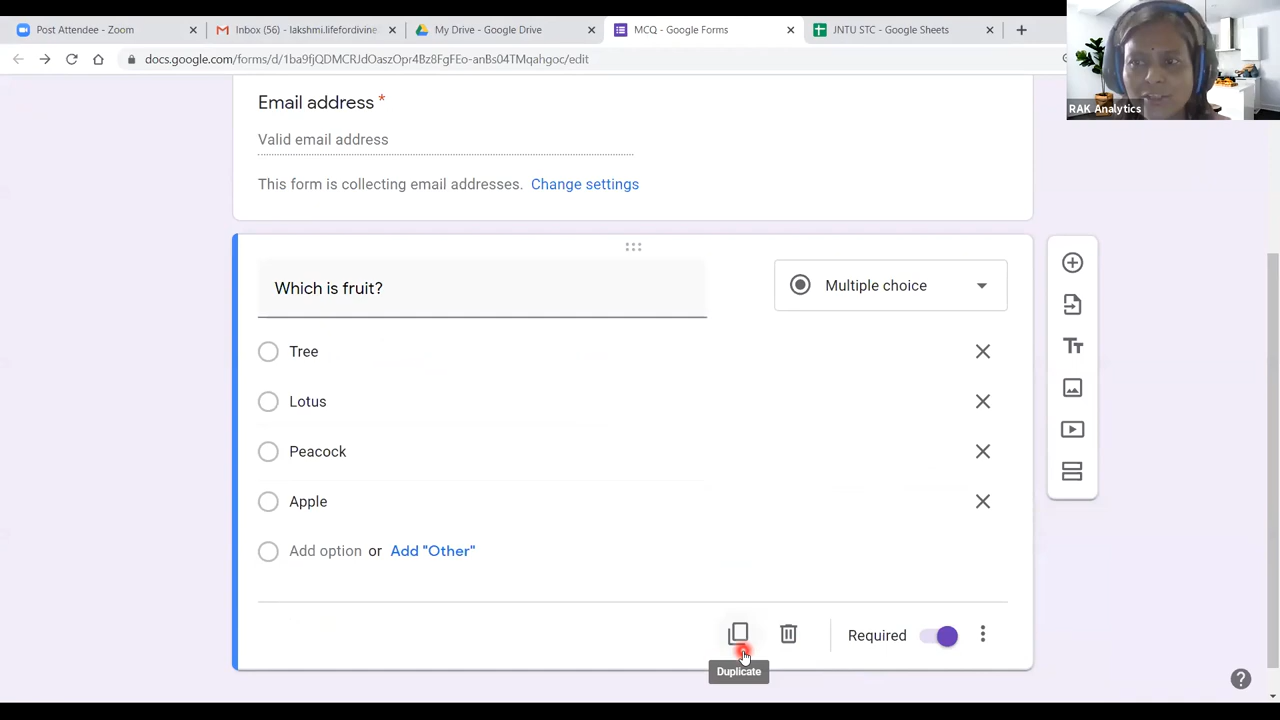 Post Attendee - Zoom
Inbox (56) - lakshmi.lifefordivine
My Drive - Google Drive
MCQ - Google Forms
JNTU STC - Google Sheets
docs.google.com/forms/d/1ba9fjQDMCRJdOaszOpr4Bz8FgFEo-anBs04TMqahgoc/edit
RAK Analytics
Email address *
Valid email address
This form is collecting email addresses. Change settings
Which is fruit?
Multiple choice
Tree
Lotus
Peacock
Apple
Add option or Add "Other"
Required
Duplicate